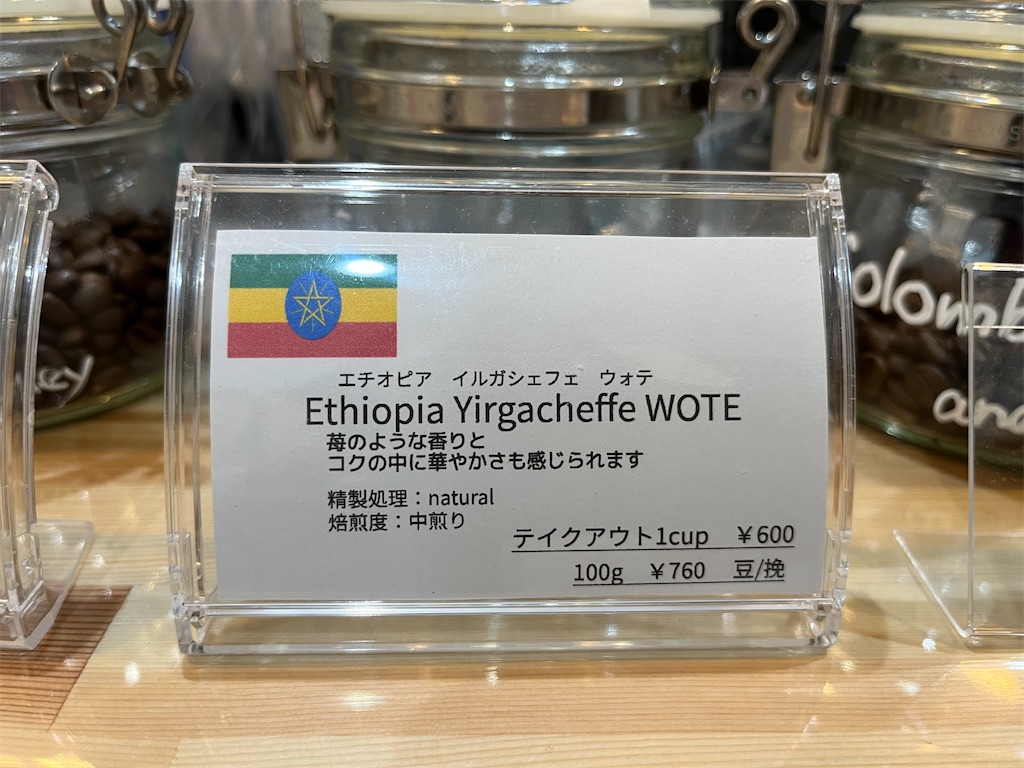 エチオピア　イルガシェフェ　ウォテ
Ethiopia Yirgacheffe WOTE
苺のような香りと
コクの中に華やかさも感じられます
精製処理：natural
焙煎度：中煎り
テイクアウト1cup　￥600
100g　￥760　豆/挽